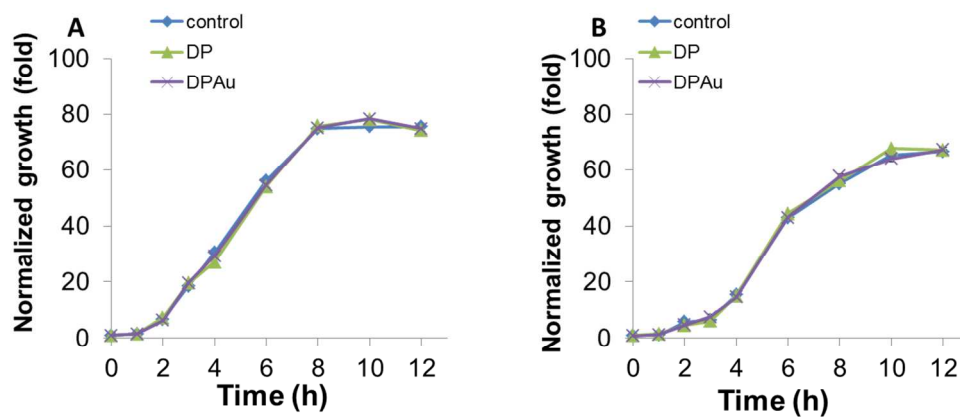 A
control
DP
DPAu
Normalized growth (fold)
100
80
60
40
20
0
0 2 4 6 8 10 12
Time (h)
B
control
DP
DPAu
Normalized growth (fold)
100
80
60
40
20
0
0 2 4 6 8 10 12
Time (h)